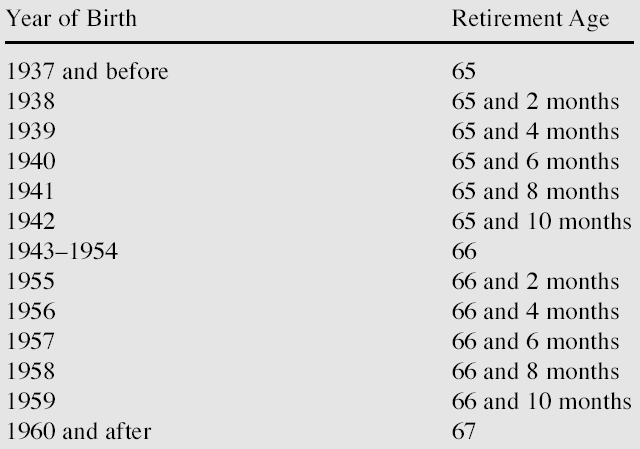 Year of Birth Retirement Age
1937 and before 65
1938 65 and 2 months
1939 65 and 4 months
1940 65 and 6 months
1941 65 and 8 months
1942 65 and 10 months
1943–1954 66
1955 66 and 2 months
1956 66 and 4 months
1957 66 and 6 months
1958 66 and 8 months
1959 66 and 10 months
1960 and after 67